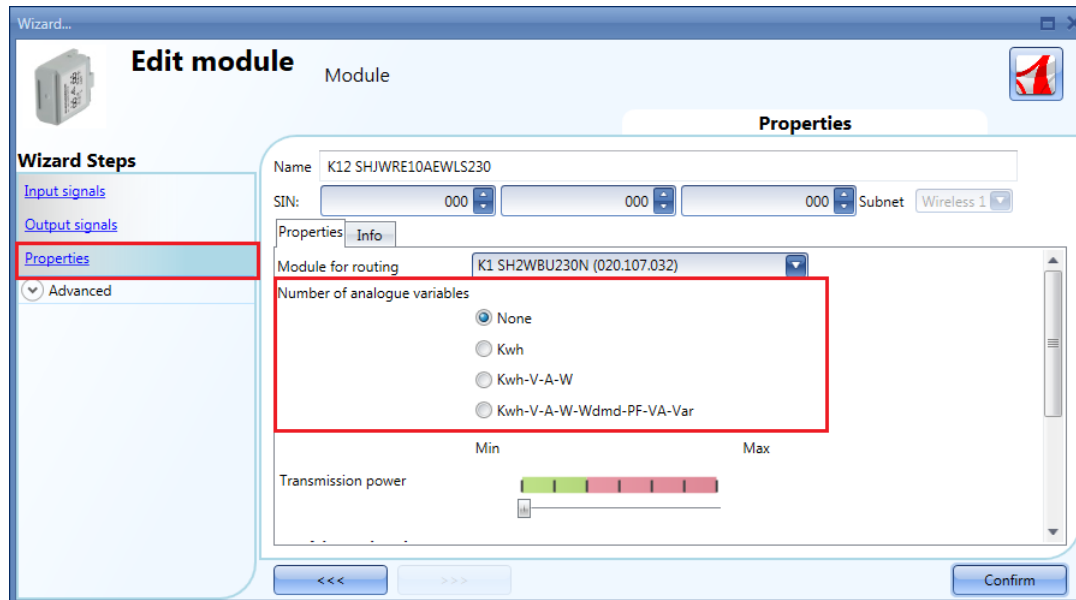 Wizard...
Edit module
Module
Properties
Wizard Steps
Input signals
Output signals
Properties
Advanced
Name K12 SHJWRE10AEWLS230
SIN: 000 000 000 Subnet Wireless 1
Properties Info
Module for routing K1 SH2WBU230N (020.107.032)
Number of analogue variables
None
Kwh
Kwh-V-A-W
Kwh-V-A-W-Wdmd-PF-VA-Var
Min Max
Transmission power
<<< >>> Confirm